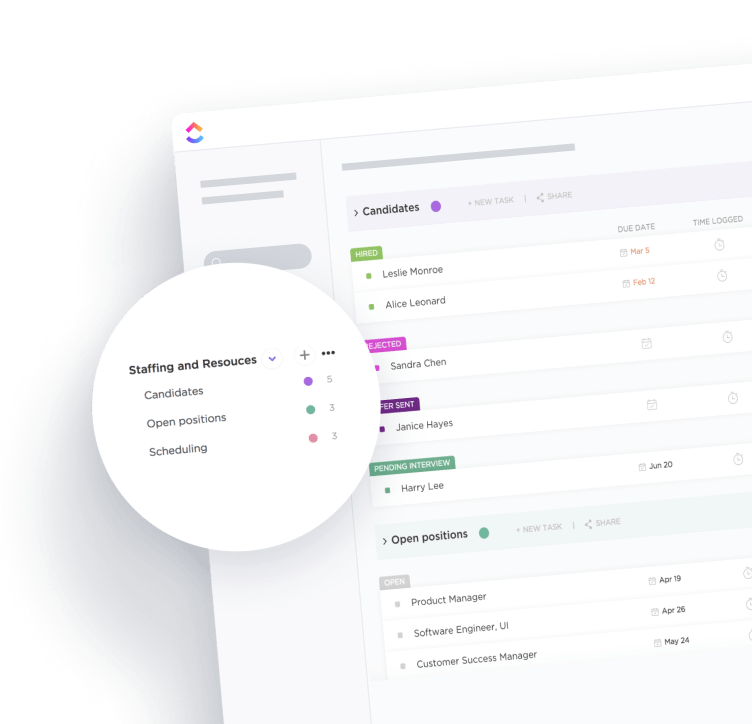 Candidates + NEW TASK | SHARE
DUE DATE TIME LOGGED
HIRED
Leslie Monroe Mar 5
Alice Leonard Feb 12
EJECTED
Sandra Chen
FER SENT
Janice Hayes
PENDING INTERVIEW
Harry Lee Jun 20
Open positions + NEW TASK | SHARE
OPEN
Product Manager Apr 19
Software Engineer, UI Apr 26
Customer Success Manager May 24
Staffing and Resouces
Candidates 5
Open positions 3
Scheduling 3